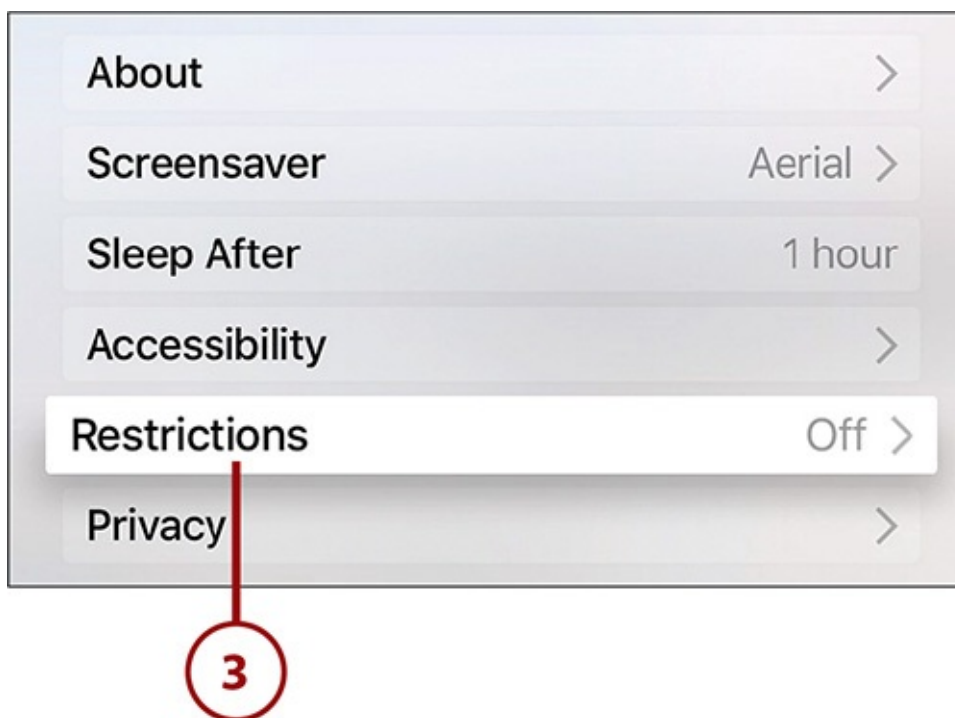 About
Screensaver Aerial
Sleep After 1 hour
Accessibility
Restrictions Off
Privacy
3